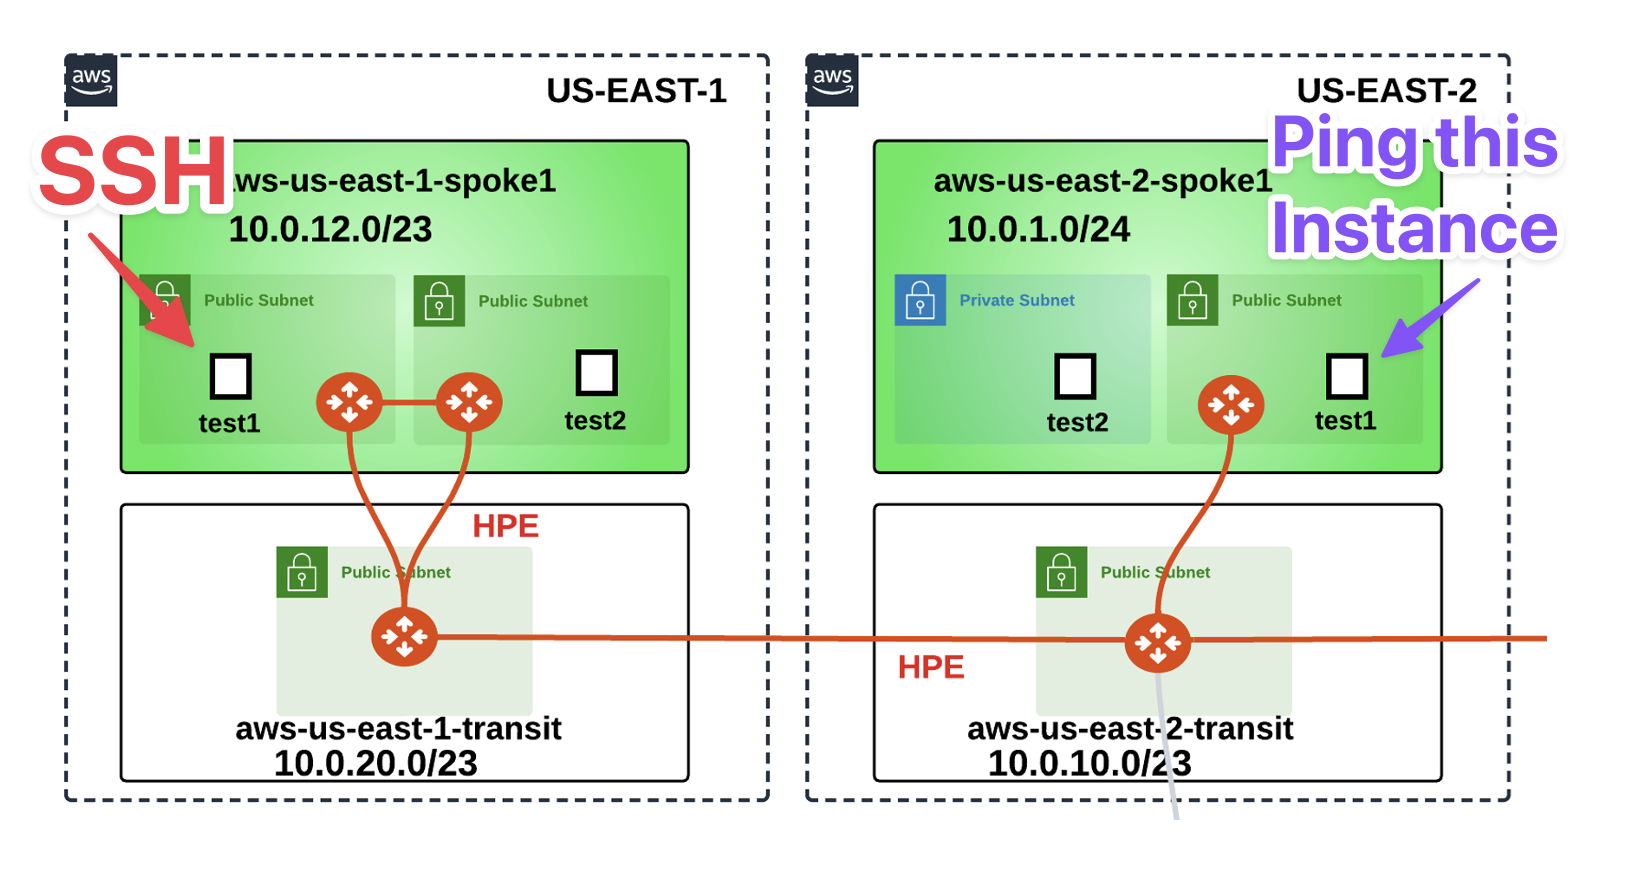 aws
US-EAST-1
SSH
aws-us-east-1-spoke1
10.0.12.0/23
Public Subnet
Public Subnet
test1
test2
HPE
Public Subnet
aws-us-east-1-transit
10.0.20.0/23
aws
US-EAST-2
Ping this
Instance
aws-us-east-2-spoke1
10.0.1.0/24
Private Subnet
Public Subnet
test2
test1
HPE
Public Subnet
aws-us-east-2-transit
10.0.10.0/23